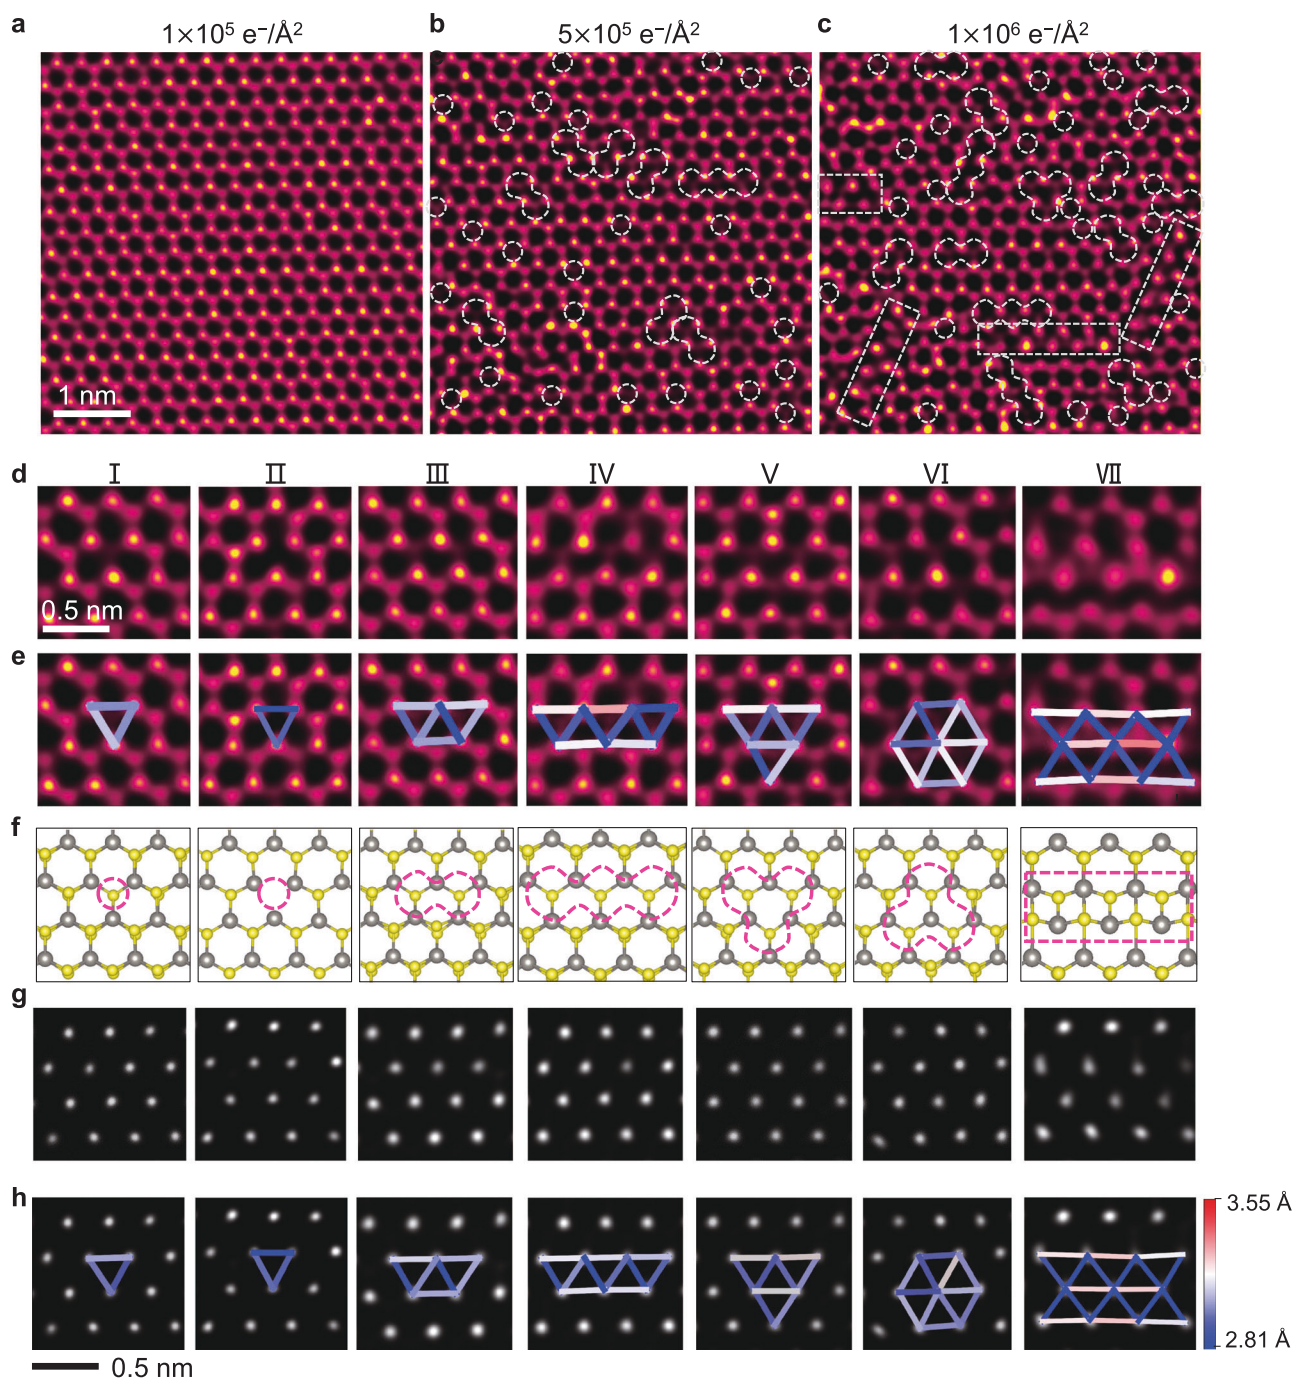 a 1×10⁵ e⁻/Å² b 5×10⁵ e⁻/Å² c 1×10⁶ e⁻/Å²
1 nm
d I II III IV V VI VII
0.5 nm
e
f
g
h
3.55 Å
2.81 Å
0.5 nm